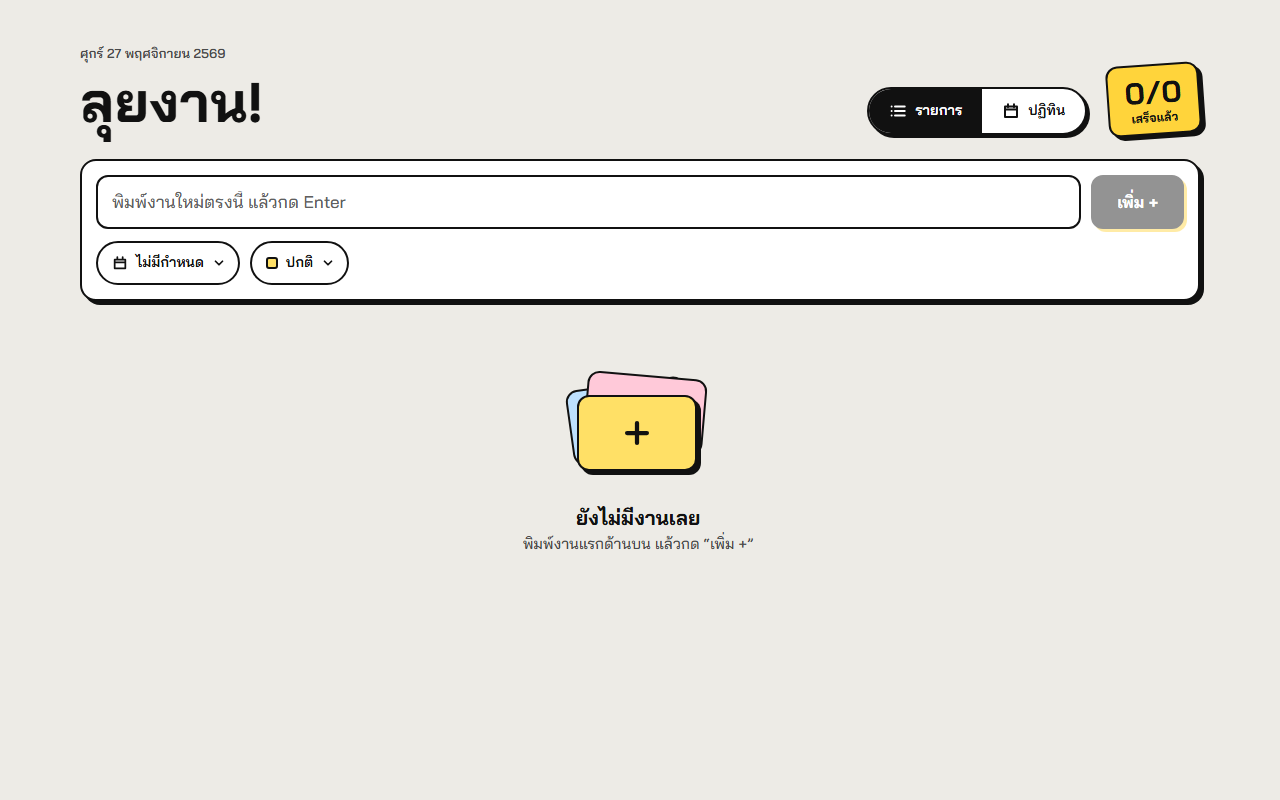 ศุกร์ 27 พฤศจิกายน 2569
ลุยงาน!
รายการ
ปฏิทิน
0/0
เสร็จแล้ว
พิมพ์งานใหม่ตรงนี้ แล้วกด Enter
เพิ่ม +
ไม่มีกำหนด
ปกติ
ยังไม่มีงานเลย
พิมพ์งานแรกด้านบน แล้วกด “เพิ่ม +”